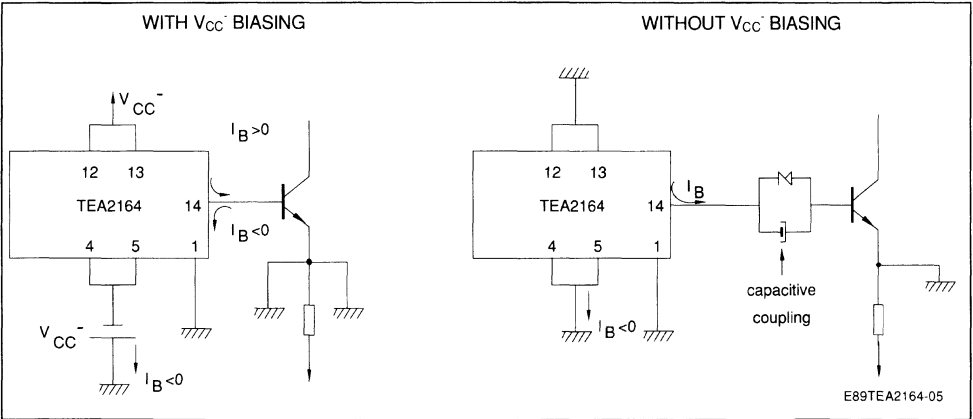 WITH VCC- BIASING
VCC-
IB>0
12 13
TEA2164 14
IB<0
4 5 1
VCC-
IB<0
WITHOUT VCC- BIASING
12 13
IB
TEA2164 14
4 5 1
IB<0
capacitive
coupling
E89TEA2164-05